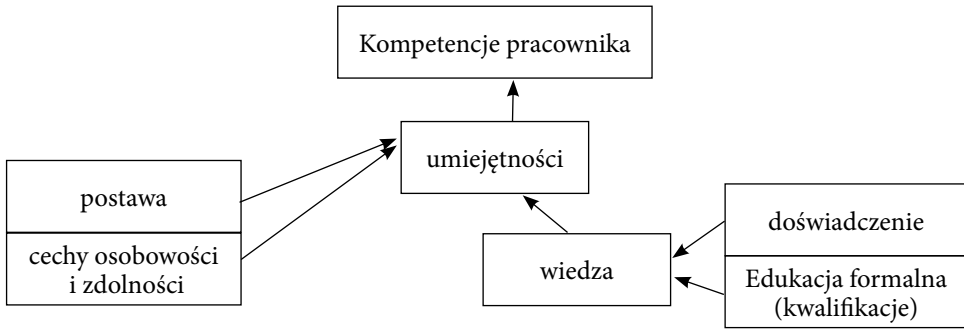 Kompetencje pracownika
umiejętności
postawa
cechy osobowości
i zdolności
wiedza
doświadczenie
Edukacja formalna
(kwalifikacje)